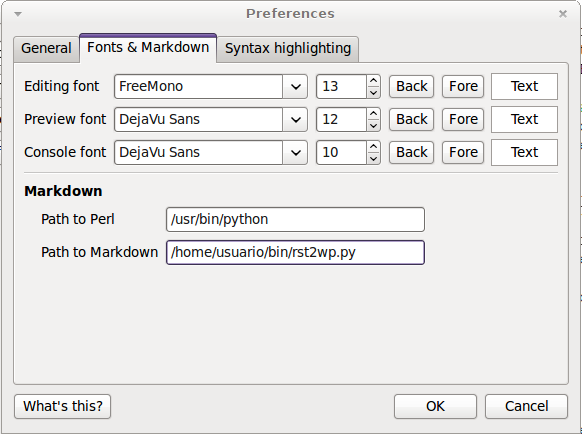 Preferences
General Fonts & Markdown Syntax highlighting
Editing font FreeMono 13 Back Fore Text
Preview font DejaVu Sans 12 Back Fore Text
Console font DejaVu Sans 10 Back Fore Text
Markdown
Path to Perl /usr/bin/python
Path to Markdown /home/usuario/bin/rst2wp.py
What's this? OK Cancel